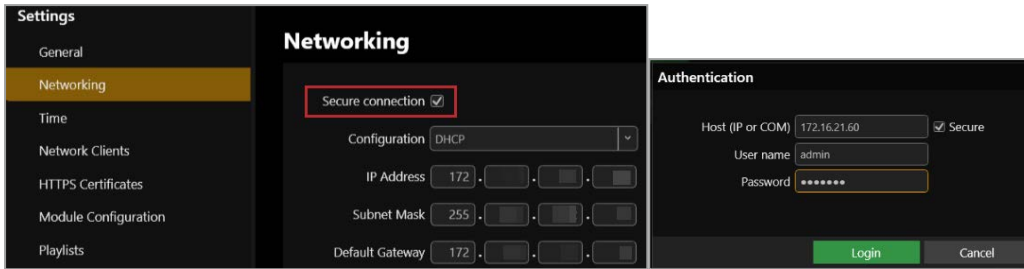 Settings
General
Networking
Time
Network Clients
HTTPS Certificates
Module Configuration
Playlists
Networking
Secure connection
Configuration DHCP
IP Address 172 . . .
Subnet Mask 255 . . .
Default Gateway 172 . . .
Authentication
Host (IP or COM) 172.16.21.60 Secure
User name admin
Password •••••••
Login Cancel